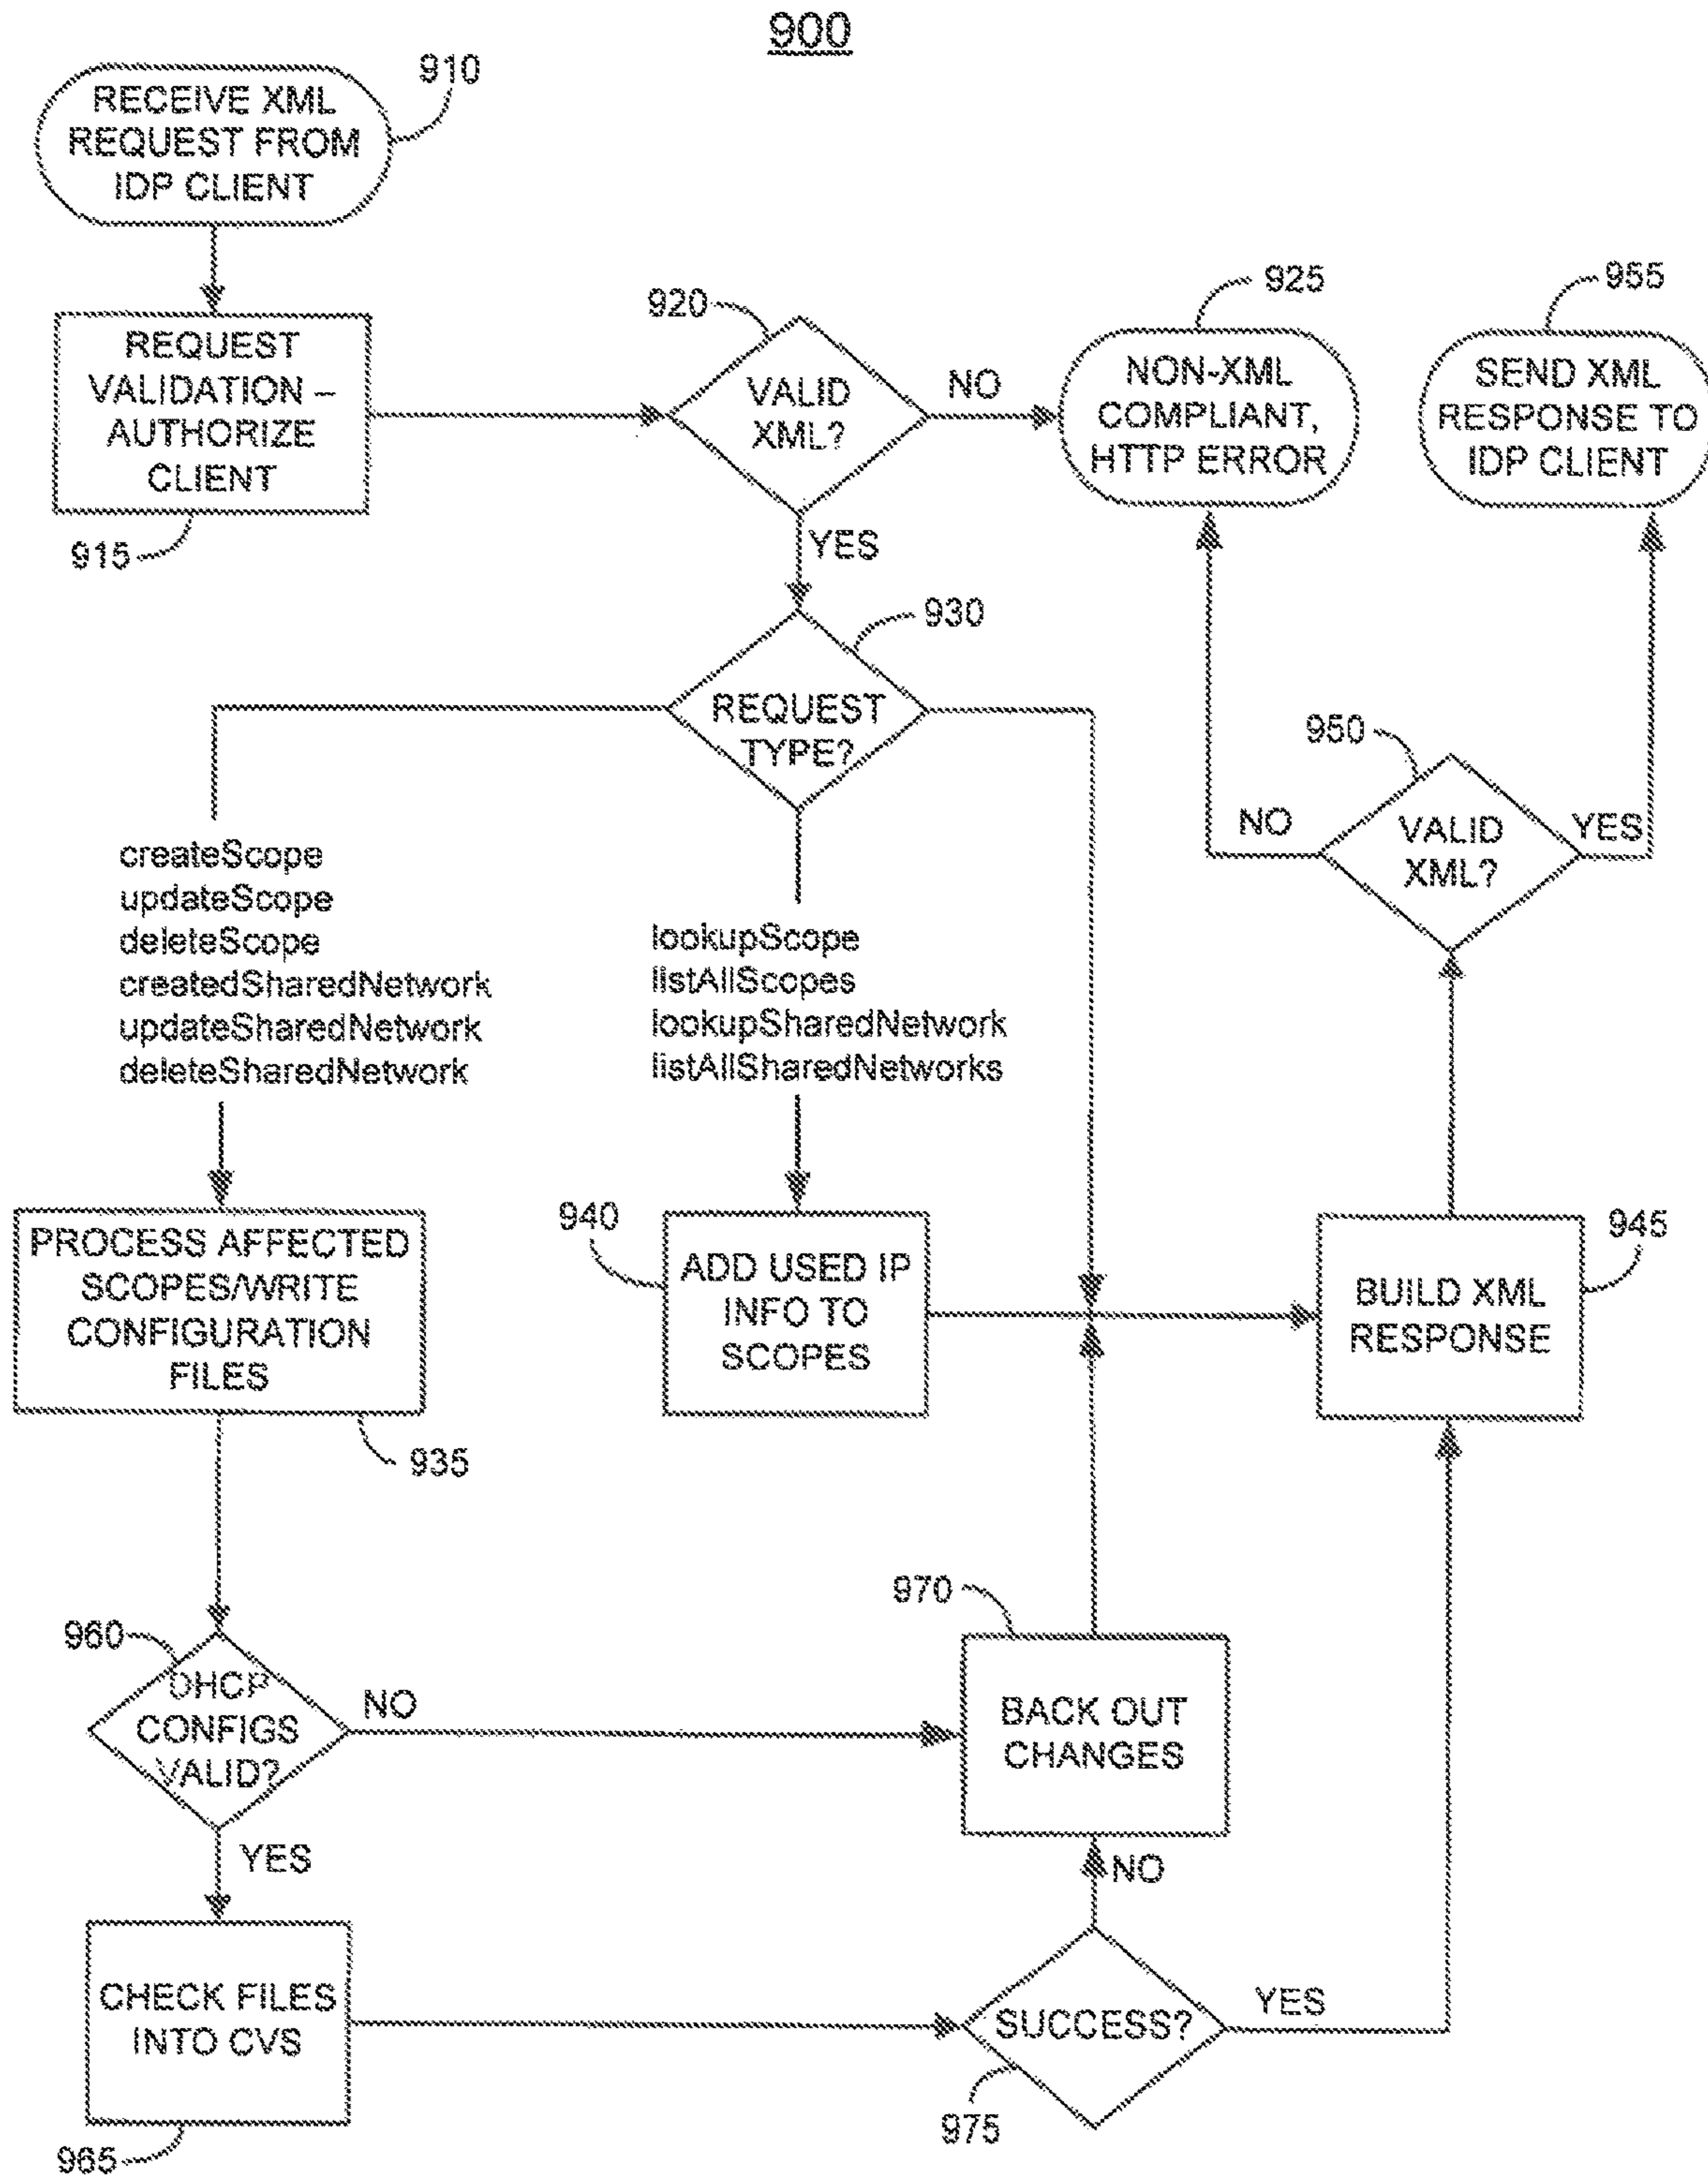 900
910
RECEIVE XML
REQUEST FROM
IDP CLIENT
REQUEST
VALIDATION –
AUTHORIZE
CLIENT
915
920
VALID
XML?
NO
YES
925
NON-XML
COMPLIANT,
HTTP ERROR
955
SEND XML
RESPONSE TO
IDP CLIENT
930
REQUEST
TYPE?
950
VALID
XML?
NO
YES
createScope
updateScope
deleteScope
createdSharedNetwork
updateSharedNetwork
deleteSharedNetwork
lookupScope
listAllScopes
lookupSharedNetwork
listAllSharedNetworks
PROCESS AFFECTED
SCOPES/WRITE
CONFIGURATION
FILES
935
940
ADD USED IP
INFO TO
SCOPES
945
BUILD XML
RESPONSE
960
DHCP
CONFIGS
VALID?
NO
YES
970
BACK OUT
CHANGES
NO
CHECK FILES
INTO CVS
965
SUCCESS?
YES
975